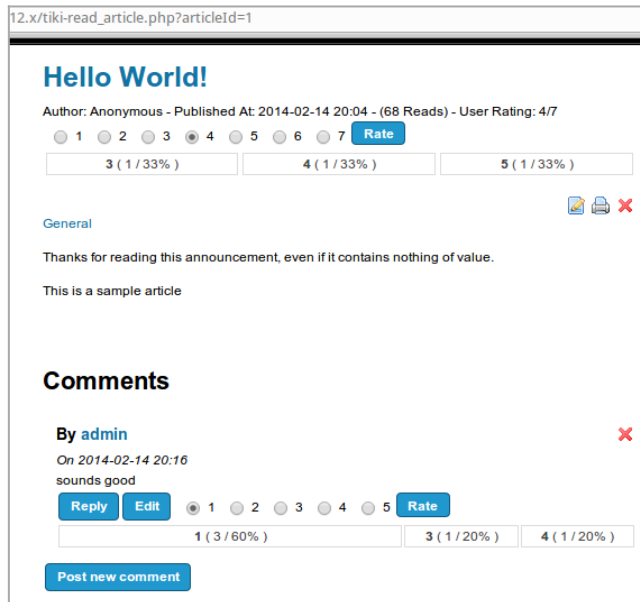 12.x/tiki-read_article.php?articleId=1
Hello World!
Author: Anonymous - Published At: 2014-02-14 20:04 - (68 Reads) - User Rating: 4/7
1 2 3 4 5 6 7 Rate
3 ( 1 / 33% ) 4 ( 1 / 33% ) 5 ( 1 / 33% )
General
Thanks for reading this announcement, even if it contains nothing of value.
This is a sample article
Comments
By admin
On 2014-02-14 20:16
sounds good
Reply Edit 1 2 3 4 5 Rate
1 ( 3 / 60% ) 3 ( 1 / 20% ) 4 ( 1 / 20% )
Post new comment